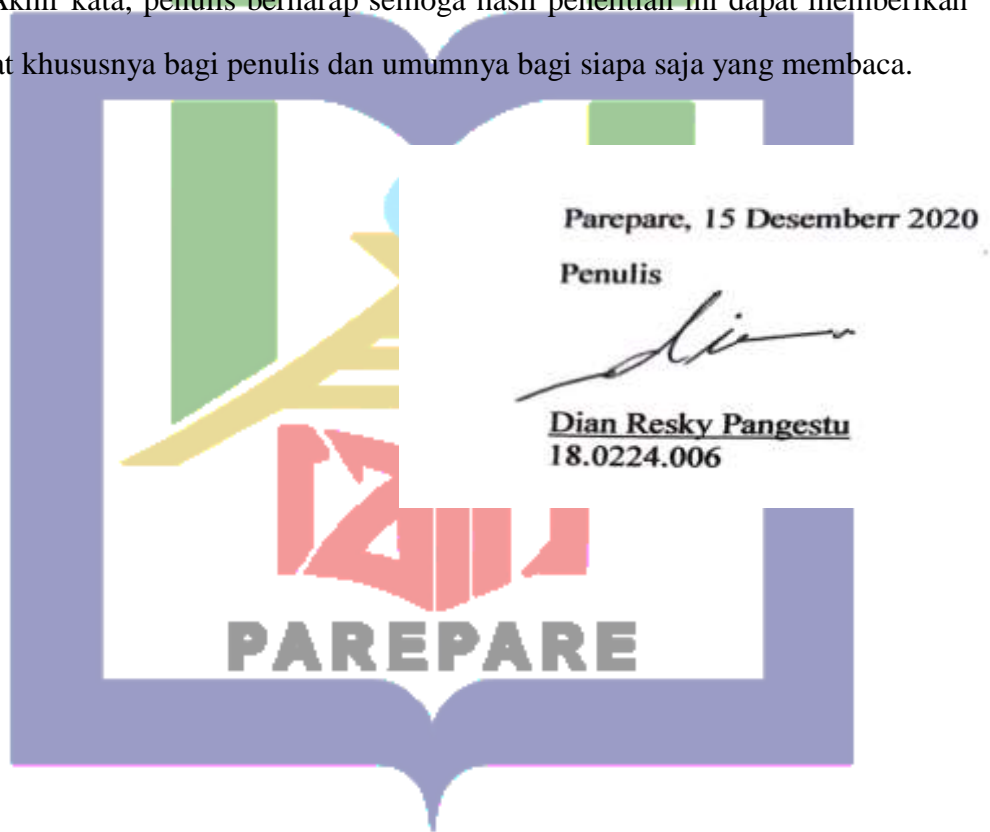 Akhir kata, penulis berharap semoga hasil penelitian ini dapat memberikan
at khususnya bagi penulis dan umumnya bagi siapa saja yang membaca.
Parepare, 15 Desemberr 2020
Penulis
Dian Resky Pangestu
18.0224.006
PAREPARE